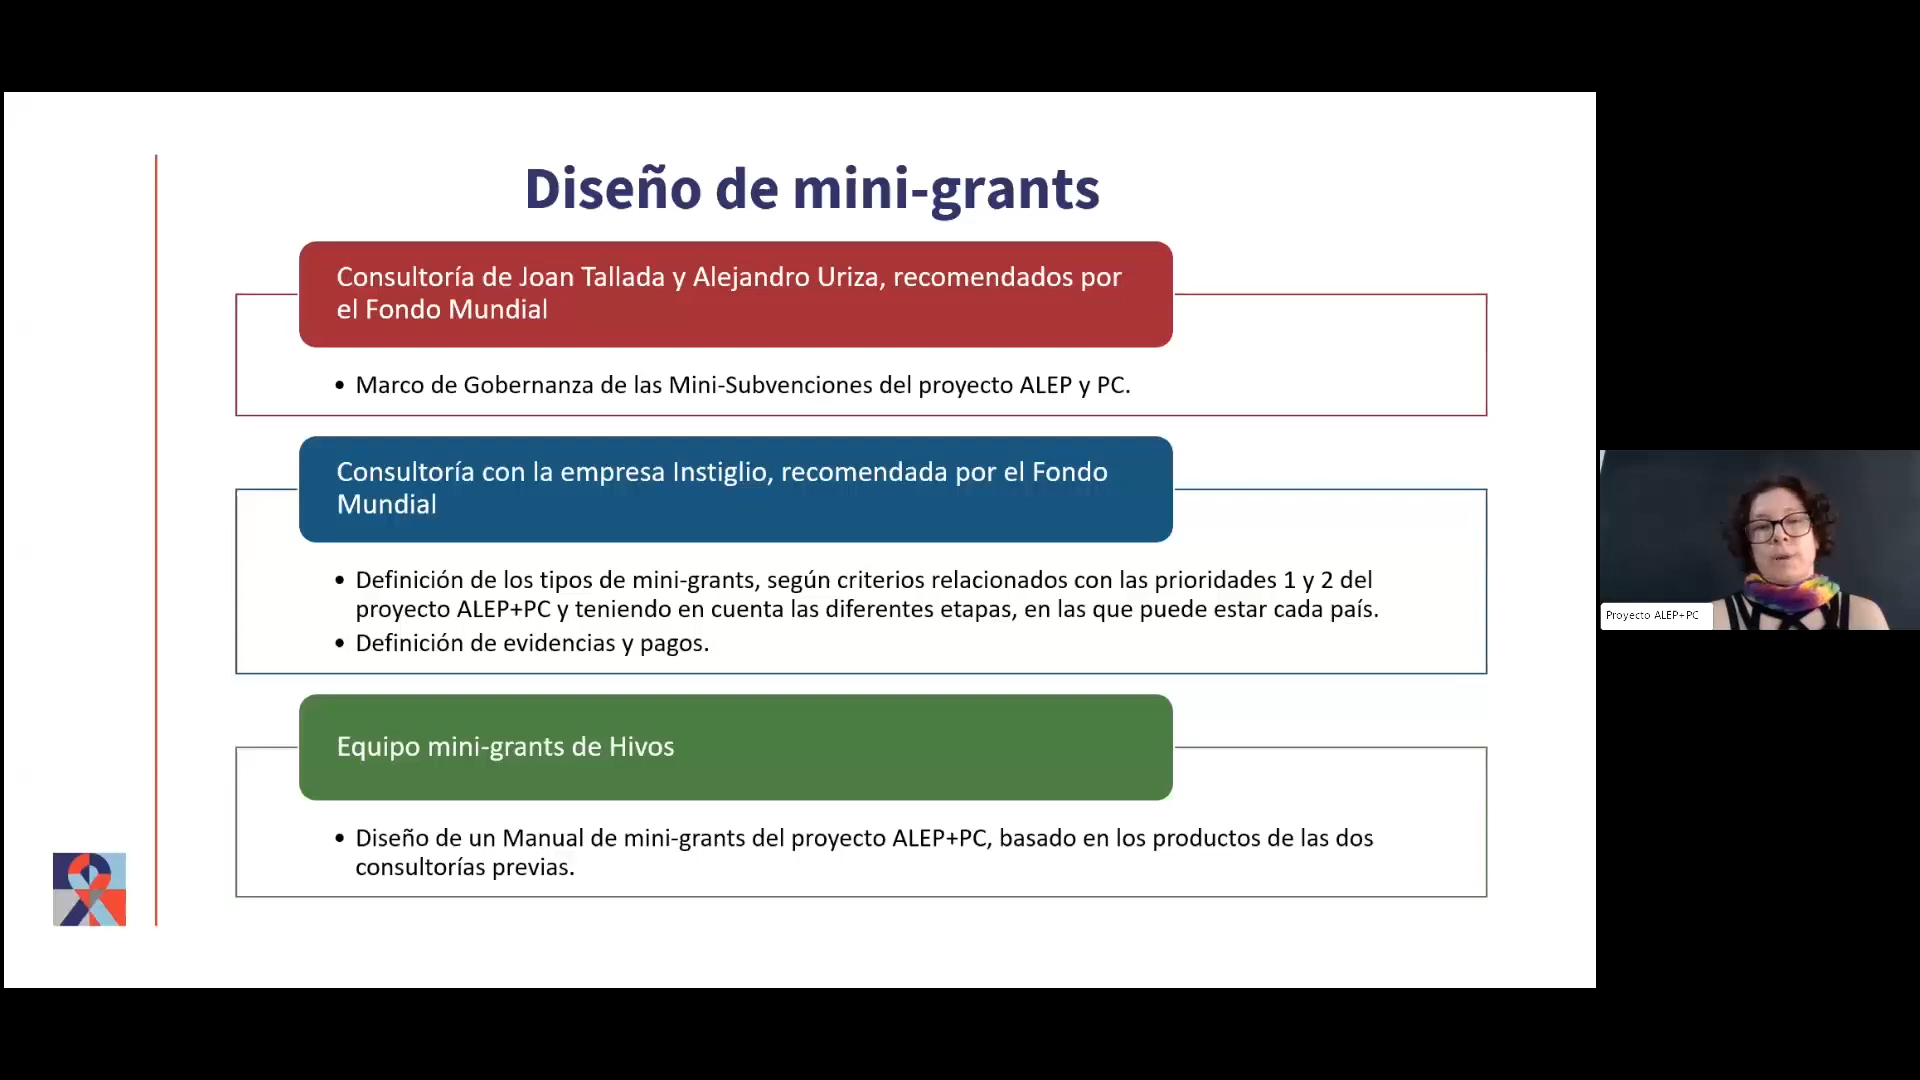 Diseño de mini-grants
Consultoría de Joan Tallada y Alejandro Uriza, recomendados por
el Fondo Mundial
• Marco de Gobernanza de las Mini-Subvenciones del proyecto ALEP y PC.
Consultoría con la empresa Instiglio, recomendada por el Fondo
Mundial
• Definición de los tipos de mini-grants, según criterios relacionados con las prioridades 1 y 2 del
proyecto ALEP+PC y teniendo en cuenta las diferentes etapas, en las que puede estar cada país.
• Definición de evidencias y pagos.
Equipo mini-grants de Hivos
• Diseño de un Manual de mini-grants del proyecto ALEP+PC, basado en los productos de las dos
consultorías previas.
Proyecto ALEP+PC